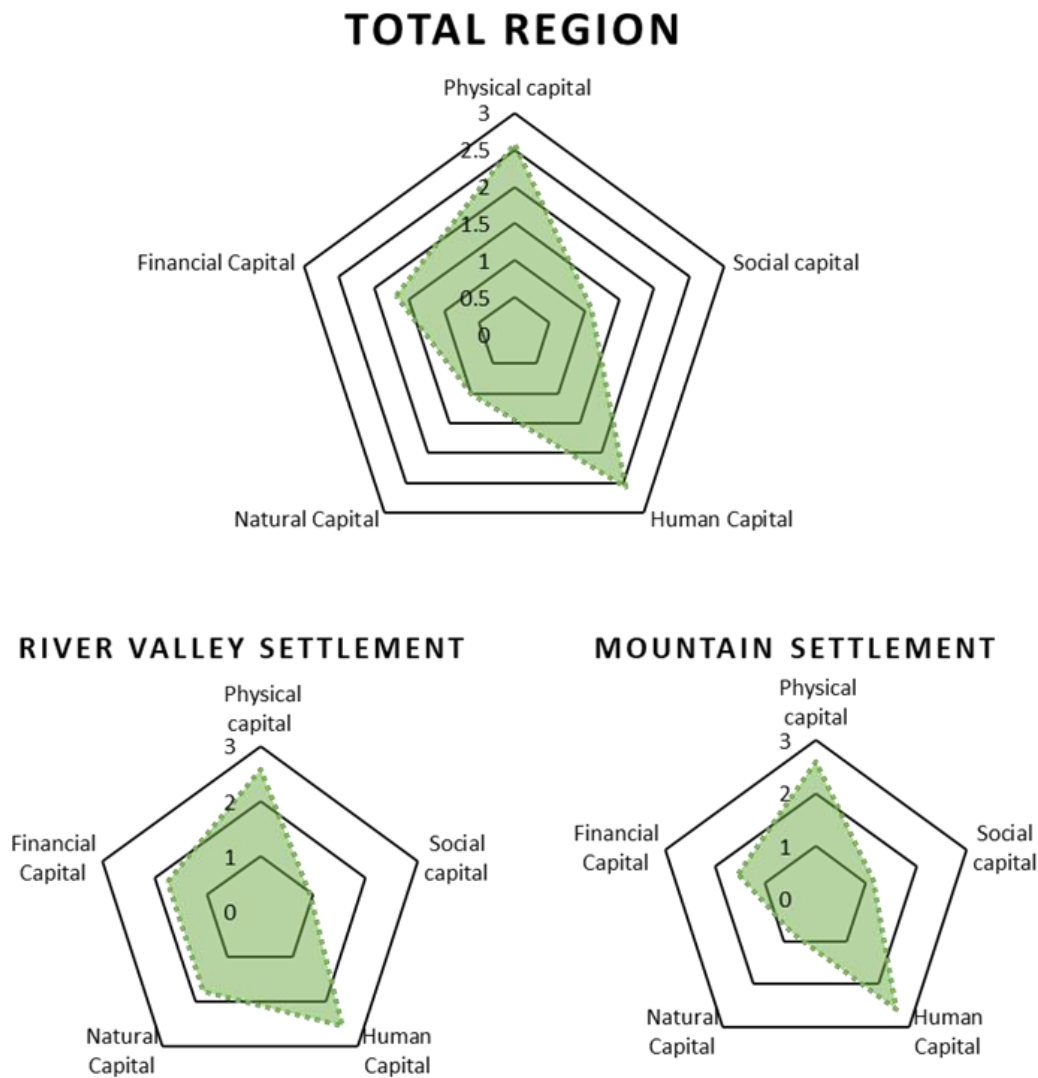 TOTAL REGION
Physical capital
3
2.5
2
1.5
1
0.5
0
Financial Capital
Social capital
Natural Capital
Human Capital
RIVER VALLEY SETTLEMENT
Physical
capital
3
2
1
0
Financial
Capital
Social
capital
Natural
Capital
Human
Capital
MOUNTAIN SETTLEMENT
Physical
capital
3
2
1
0
Financial
Capital
Social
capital
Natural
Capital
Human
Capital